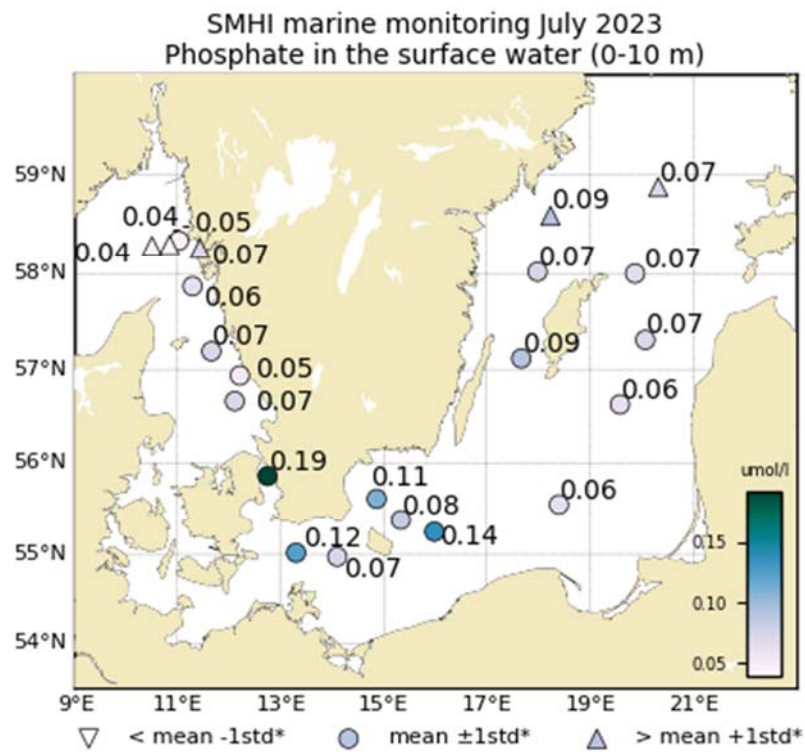 SMHI marine monitoring July 2023
Phosphate in the surface water (0-10 m)
59°N
58°N
57°N
56°N
55°N
54°N
0.07
0.09
0.04
0.05
0.04
0.07
0.07
0.07
0.06
0.07
0.07
0.09
0.05
0.06
0.07
0.19
0.11
0.06
0.08
0.12
0.14
0.07
umol/l
0.15
0.10
0.05
9°E 11°E 13°E 15°E 17°E 19°E 21°E
< mean -1std* mean ±1std* > mean +1std*